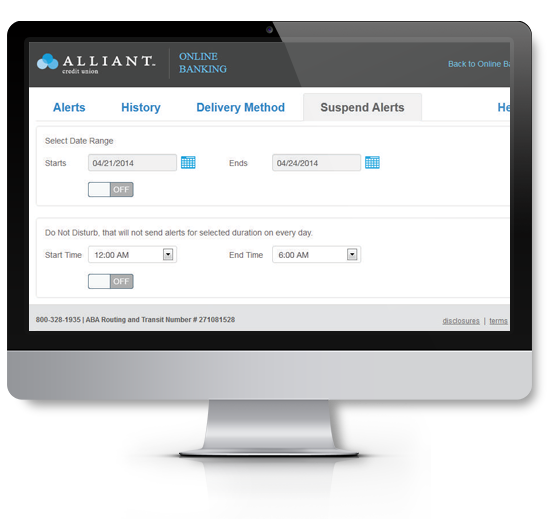 ALLIANT
credit union
ONLINE
BANKING
Back to Online
Alerts History Delivery Method Suspend Alerts
Select Date Range
Starts 04/21/2014 Ends 04/24/2014
OFF
Do Not Disturb, that will not send alerts for selected duration on every day.
Start Time 12:00 AM End Time 6:00 AM
OFF
800-328-1935 | ABA Routing and Transit Number # 271081528 disclosures | terms